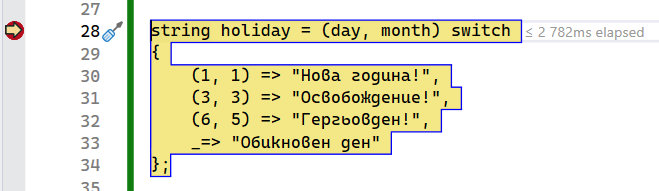 27
28 string holiday = (day, month) switch ≤ 2 782ms elapsed
29 {
30 (1, 1) => "Нова година!",
31 (3, 3) => "Освобождение!",
32 (6, 5) => "Гергьовден!",
33 _=> "Обикновен ден"
34 };
35